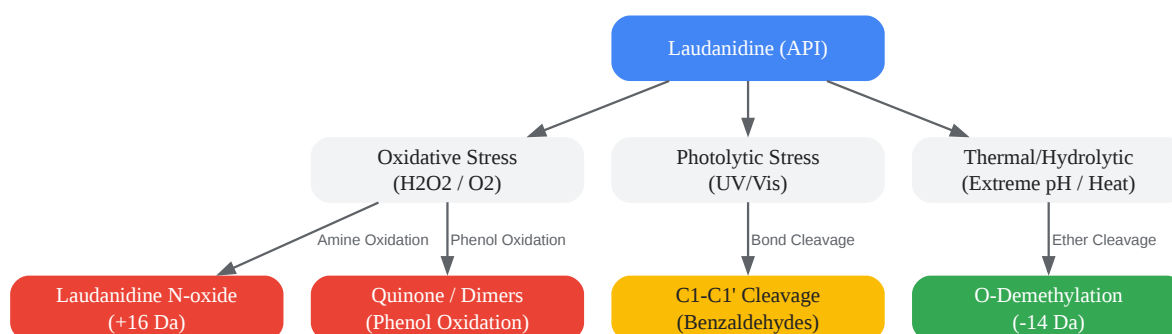 Laudanidine (API)
Oxidative Stress
(H2O2 / O2)
Photolytic Stress
(UV/Vis)
Thermal/Hydrolytic
(Extreme pH / Heat)
Amine Oxidation
Phenol Oxidation
Bond Cleavage
Ether Cleavage
Laudanidine N-oxide
(+16 Da)
Quinone / Dimers
(Phenol Oxidation)
C1-C1' Cleavage
(Benzaldehydes)
O-Demethylation
(-14 Da)